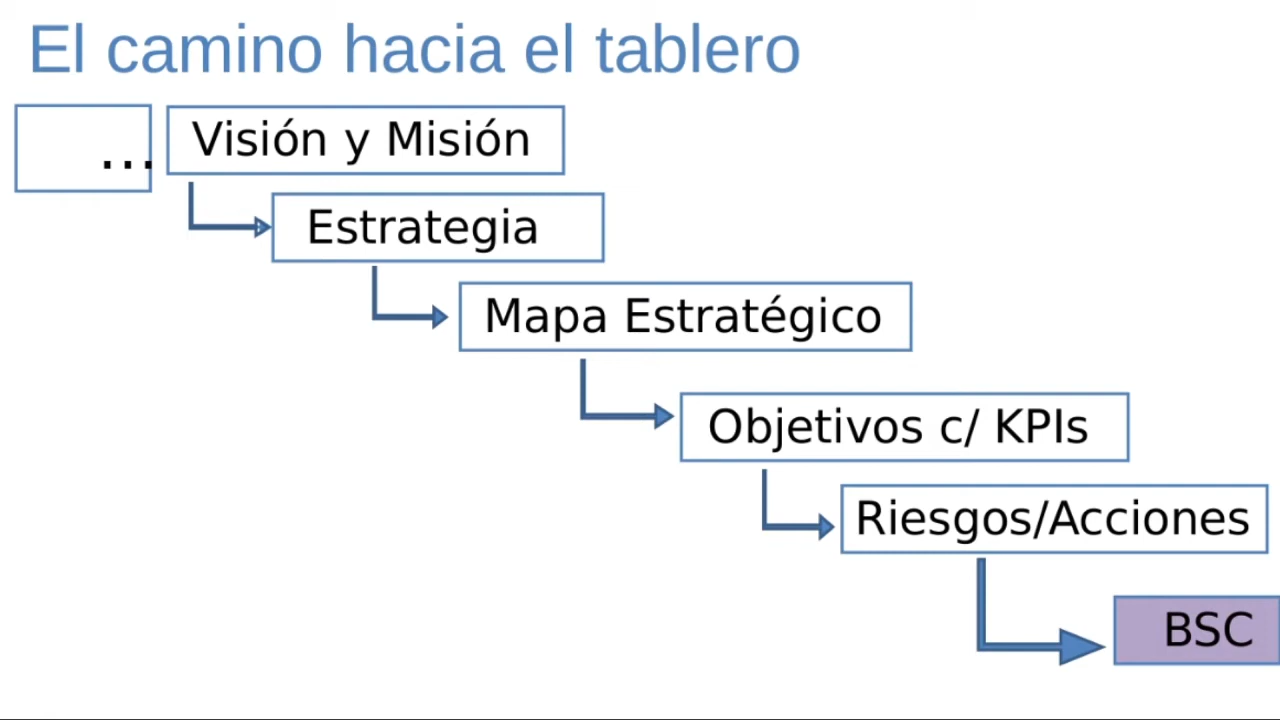 El camino hacia el tablero
...
Visión y Misión
Estrategia
Mapa Estratégico
Objetivos c/ KPIs
Riesgos/Acciones
BSC